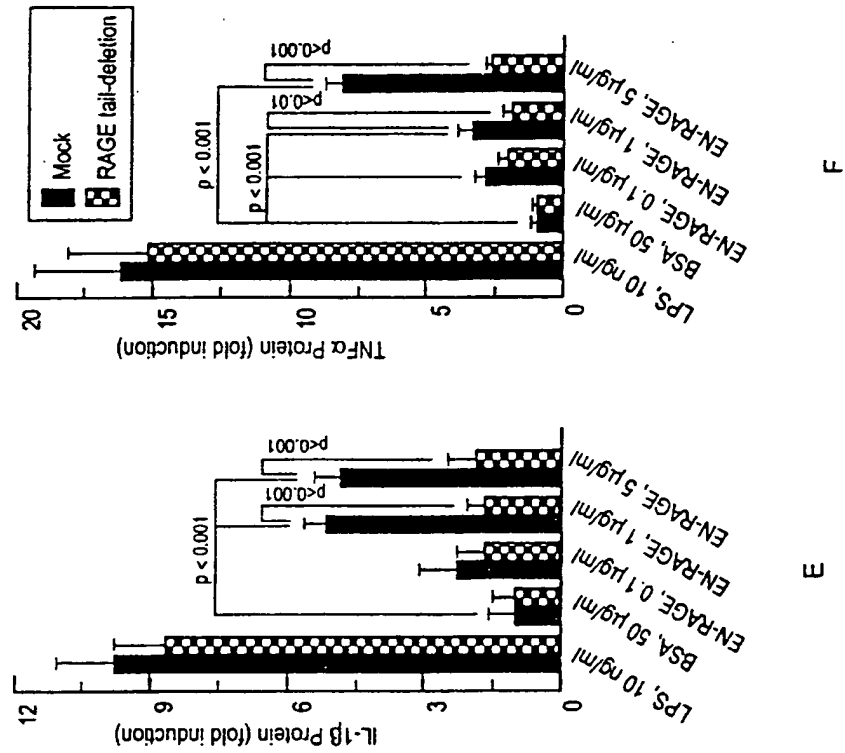 Mock
RAGE tail-deletion
TNFα Protein (fold induction)
20
15
10
5
0
p < 0.001
p < 0.001
p<0.01
p<0.001
LPS, 10 ng/ml
BSA, 50 µg/ml
EN-RAGE, 0.1 µg/ml
EN-RAGE, 1 µg/ml
EN-RAGE, 5 µg/ml
F
IL-1β Protein (fold induction)
12
9
6
3
0
p < 0.001
p<0.001
p<0.001
LPS, 10 ng/ml
BSA, 50 µg/ml
EN-RAGE, 0.1 µg/ml
EN-RAGE, 1 µg/ml
EN-RAGE, 5 µg/ml
E